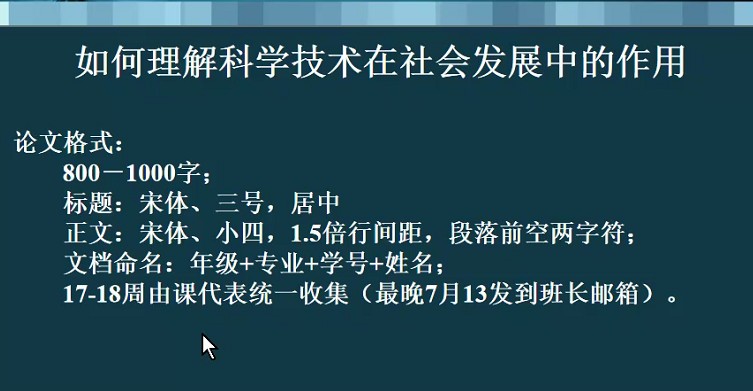 如何理解科学技术在社会发展中的作用
论文格式：
800－1000字；
标题：宋体、三号，居中
正文：宋体、小四，1.5倍行间距，段落前空两字符；
文档命名：年级+专业+学号+姓名；
17-18周由课代表统一收集（最晚7月13发到班长邮箱）。